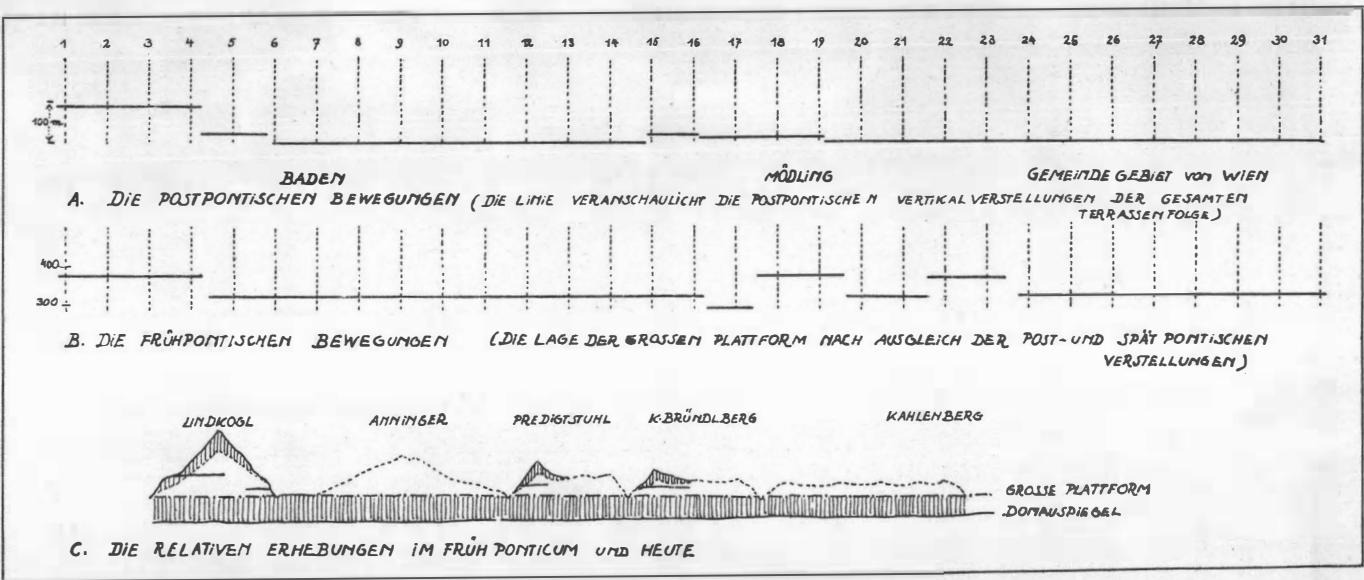 1 2 3 4 5 6 7 8 9 10 11 12 13 14 15 16 17 18 19 20 21 22 23 24 25 26 27 28 29 30 31
100
BADEN MÖDLING GEMEINDE GEBIET VON WIEN
A. DIE POSTPONTISCHEN BEWEGUNGEN (DIE LINIE VERANSCHAULICHT DIE POSTPONTISCHEN VERTIKALVERSTELLUNGEN DER GESAMTEN
TERRASSENFOLGE)
400
300
B. DIE FRÜHPONTISCHEN BEWEGUNGEN (DIE LAGE DER GROSSEN PLATTFORM NACH AUSGLEICH DER POST- UND SPÄTPONTISCHEN
VERSTELLUNGEN)
LINDKOGL ANNINGER PREDIGTSTUHL K.BRÜNDLBERG KAHLENBERG
GROSSE PLATTFORM
DONAUSPIEGEL
C. DIE RELATIVEN ERHEBUNGEN IM FRÜHPONTICUM UND HEUTE